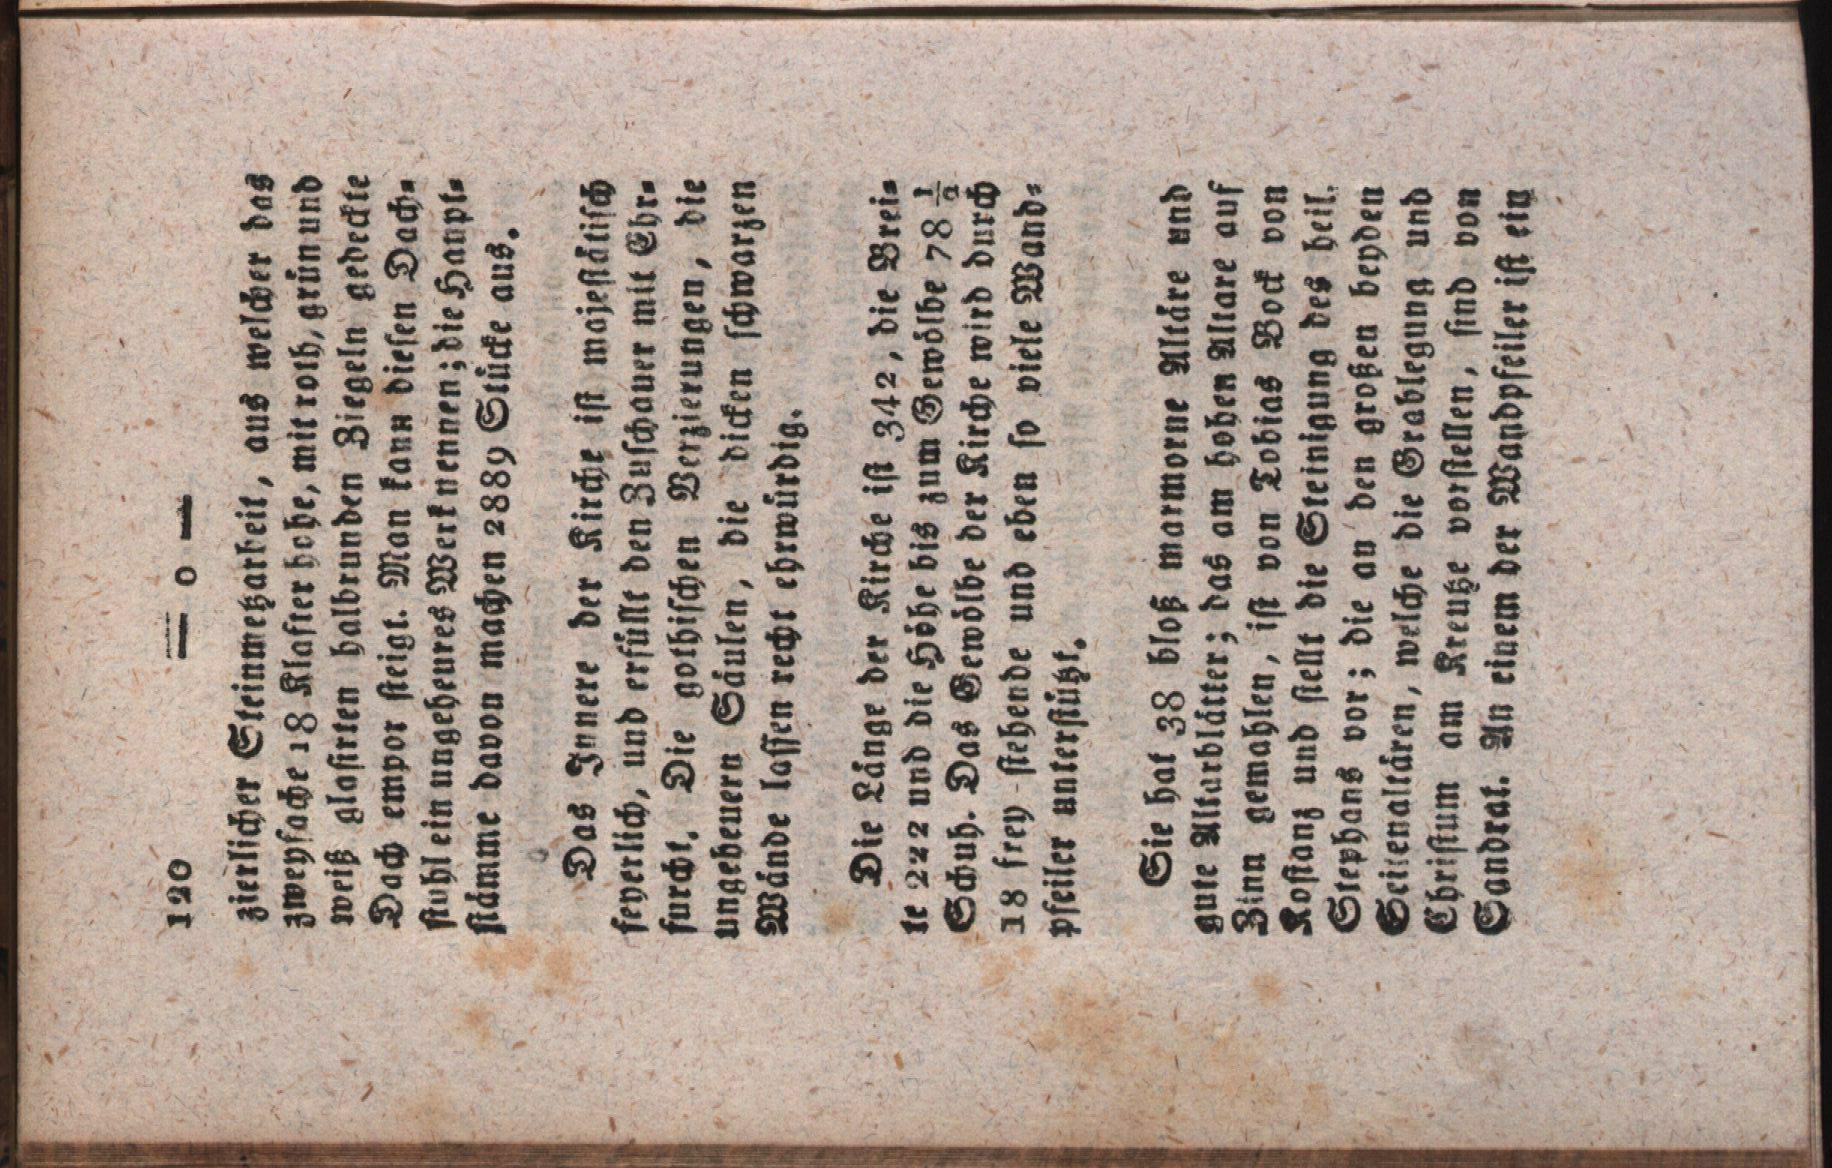 120 — 0 —
zierlicher Steinmetzarbeit, aus welcher das
zweyfache 18 Klafter hohe, mit roth, grün und
weiß glasirten halbrunden Ziegeln gedeckte
Dach empor steigt. Man kann diesen Dach-
stuhl ein ungeheures Werk nennen; die Haupt-
stämme davon machen 2889 Stücke aus.
Das Innere der Kirche ist majestätisch
feyerlich, und erfüllt den Zuschauer mit Ehr-
furcht. Die gothischen Verzierungen, die
ungeheuern Säulen, die dicken schwarzen
Wände lassen recht ehrwürdig.
Die Länge der Kirche ist 342, die Brei-
te 222 und die Höhe bis zum Gewölbe 78 1/2
Schuh. Das Gewölbe der Kirche wird durch
18 frey stehende und eben so viele Wand-
pfeiler unterstützt.
Sie hat 38 bloß marmorne Altäre und
gute Altarblätter; das am hohen Altare auf
Zinn gemahlen, ist von Tobias Bock von
Kostanz und stellt die Steinigung des heil.
Stephans vor; die an den großen beyden
Seitenaltären, welche die Grablegung und
Christum am Kreutze vorstellen, sind von
Sandrat. An einem der Wandpfeiler ist ein